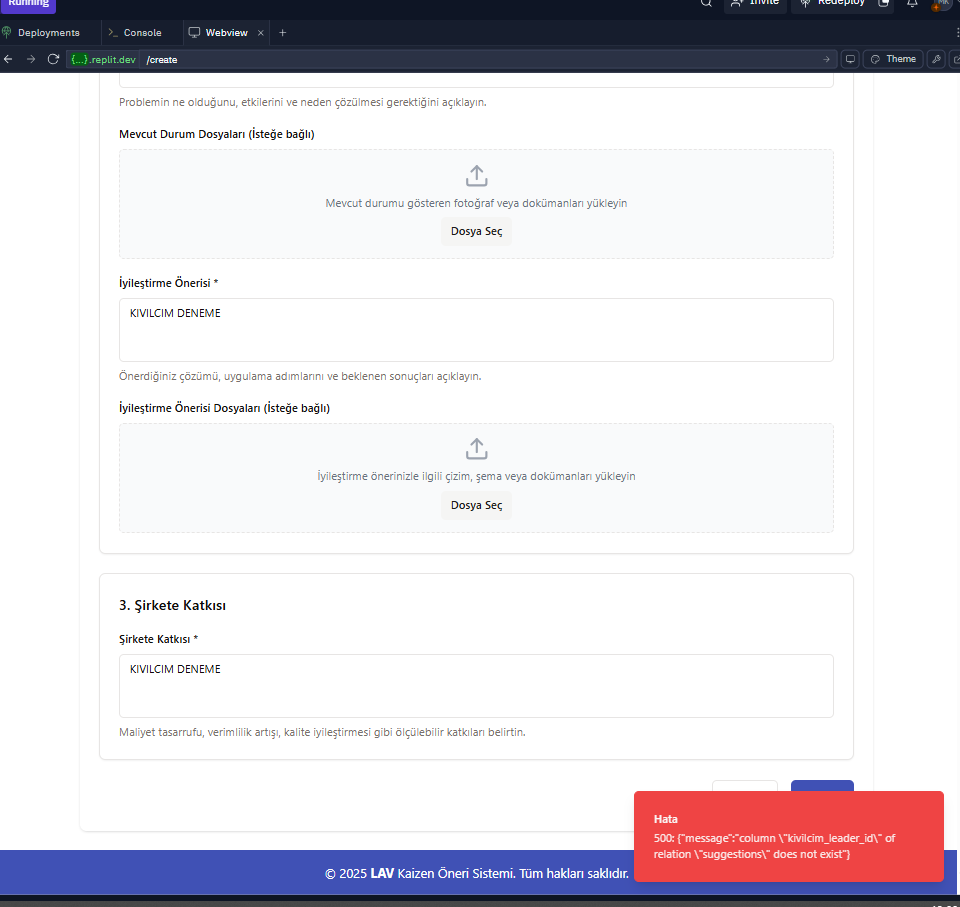 Running
Invite
Redeploy
MK
Deployments
>_ Console
Webview ×
+
{...}.replit.dev /create
Theme
Problemin ne olduğunu, etkilerini ve neden çözülmesi gerektiğini açıklayın.
Mevcut Durum Dosyaları (İsteğe bağlı)
Mevcut durumu gösteren fotoğraf veya dokümanları yükleyin
Dosya Seç
İyileştirme Önerisi *
KIVILCIM DENEME
Önerdiğiniz çözümü, uygulama adımlarını ve beklenen sonuçları açıklayın.
İyileştirme Önerisi Dosyaları (İsteğe bağlı)
İyileştirme önerinizle ilgili çizim, şema veya dokümanları yükleyin
Dosya Seç
3. Şirkete Katkısı
Şirkete Katkısı *
KIVILCIM DENEME
Maliyet tasarrufu, verimlilik artışı, kalite iyileştirmesi gibi ölçülebilir katkıları belirtin.
Hata
500: {"message":"column \"kivilcim_leader_id\" of
relation \"suggestions\" does not exist"}
© 2025 LAV Kaizen Öneri Sistemi. Tüm hakları saklıdır.